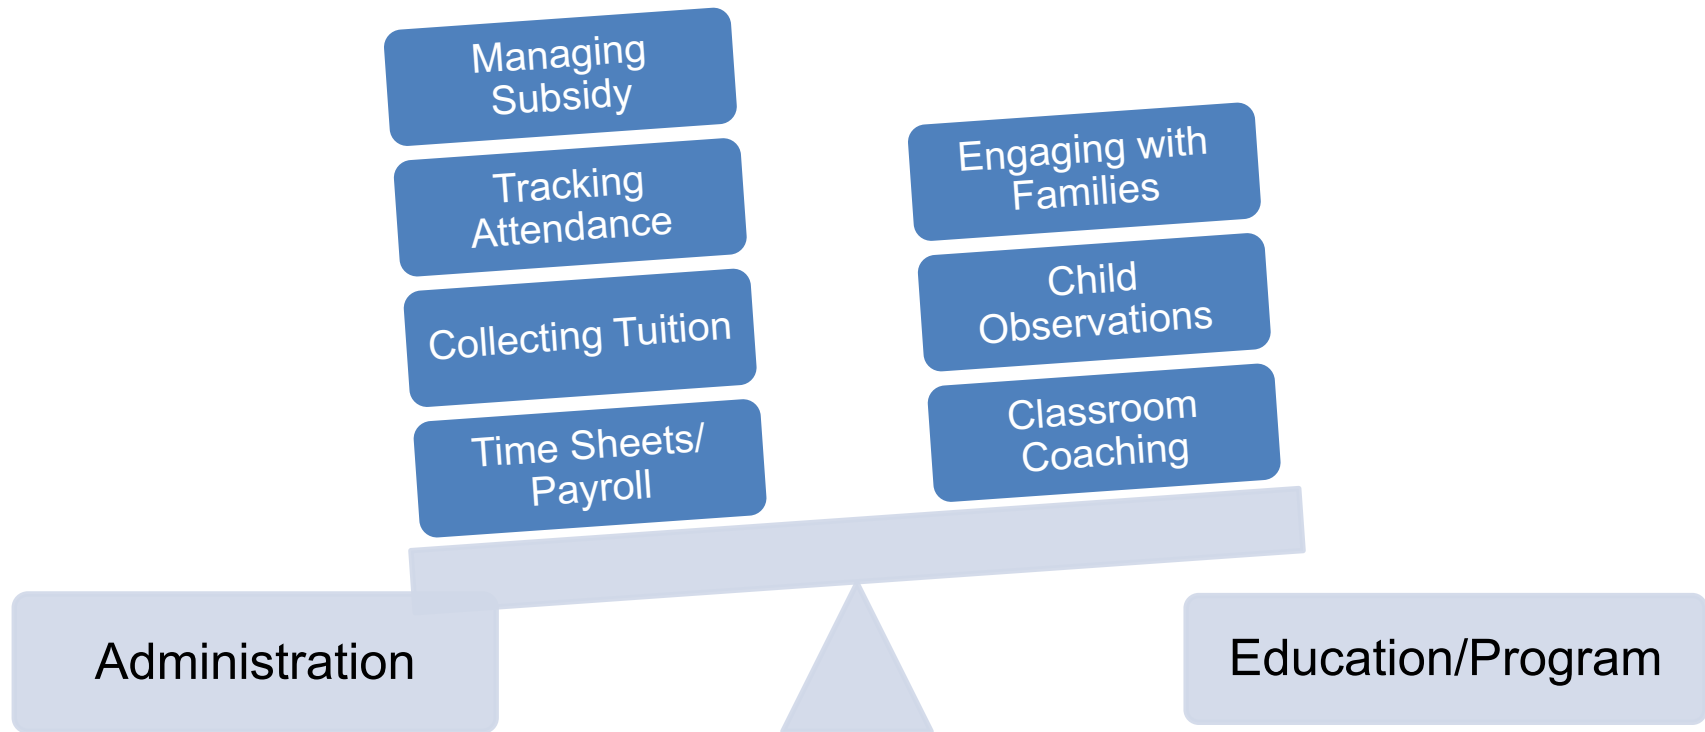 Managing
Subsidy
Tracking
Attendance
Collecting Tuition
Time Sheets/
Payroll
Engaging with
Families
Child
Observations
Classroom
Coaching
Administration
Education/Program